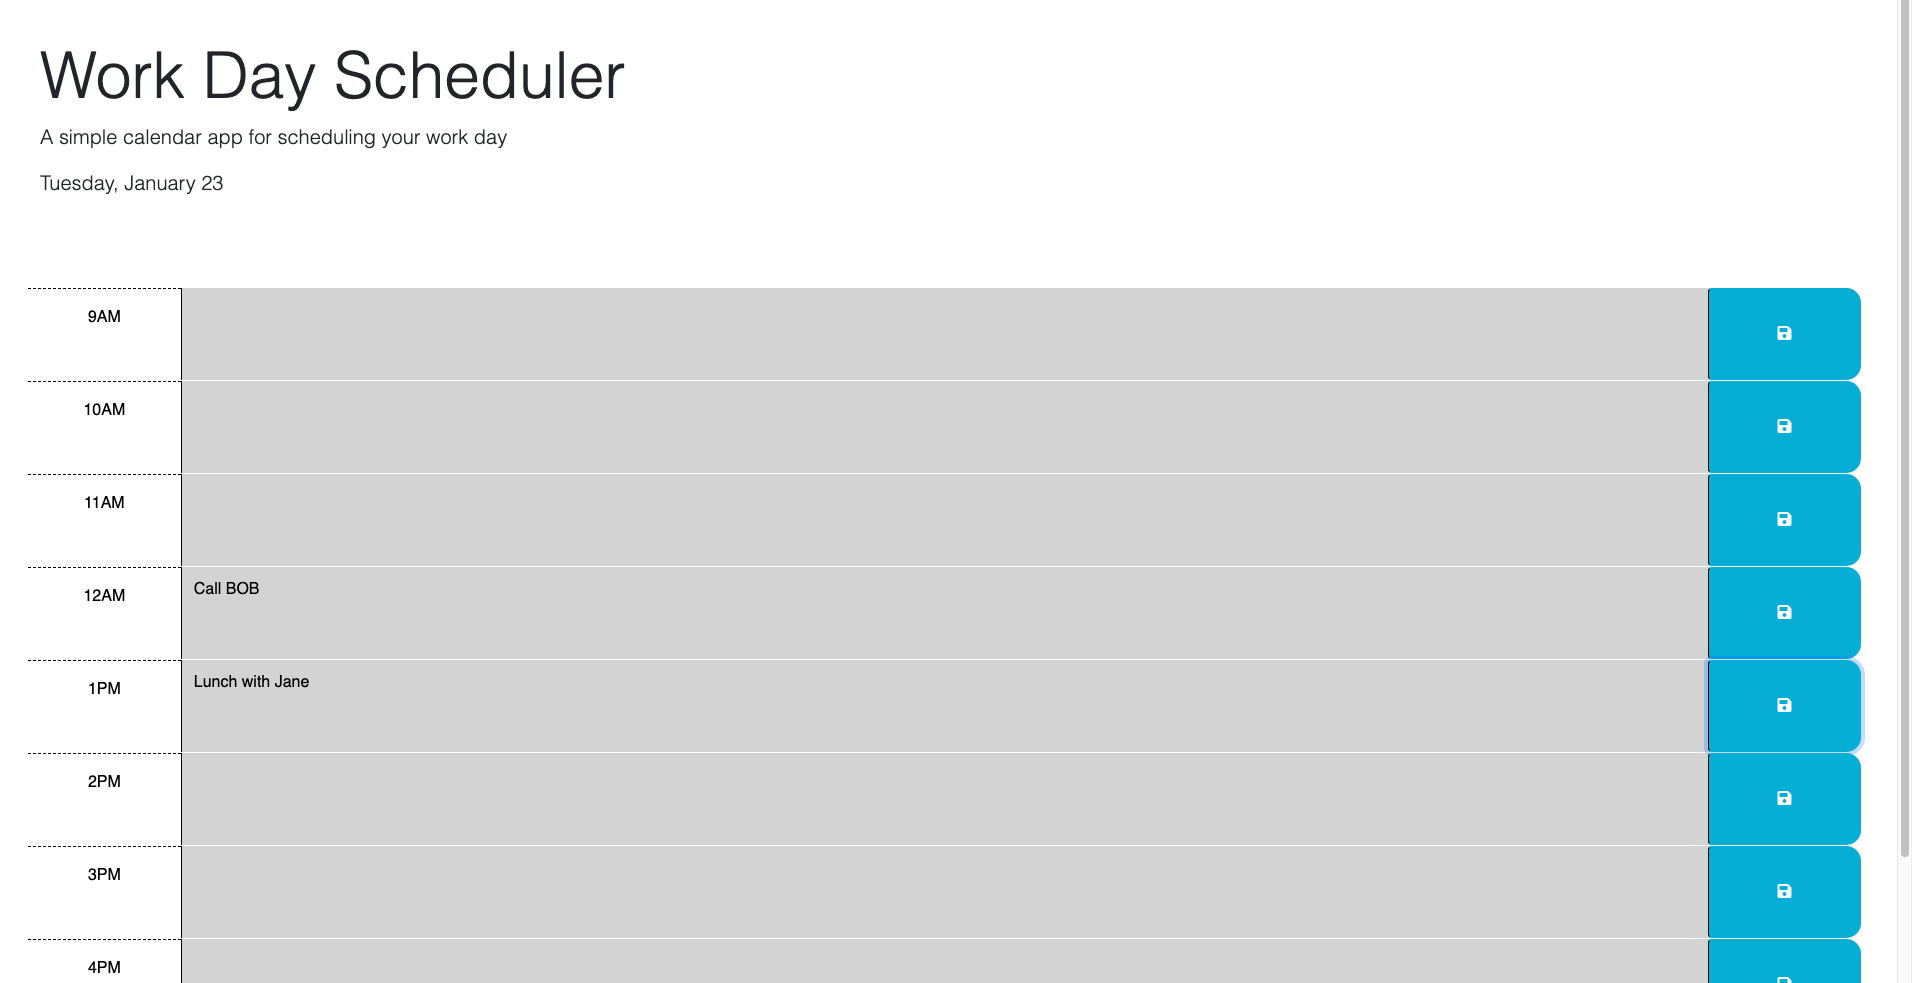 Work Day Scheduler
A simple calendar app for scheduling your work day
Tuesday, January 23
9AM
10AM
11AM
12AM
Call BOB
1PM
Lunch with Jane
2PM
3PM
4PM